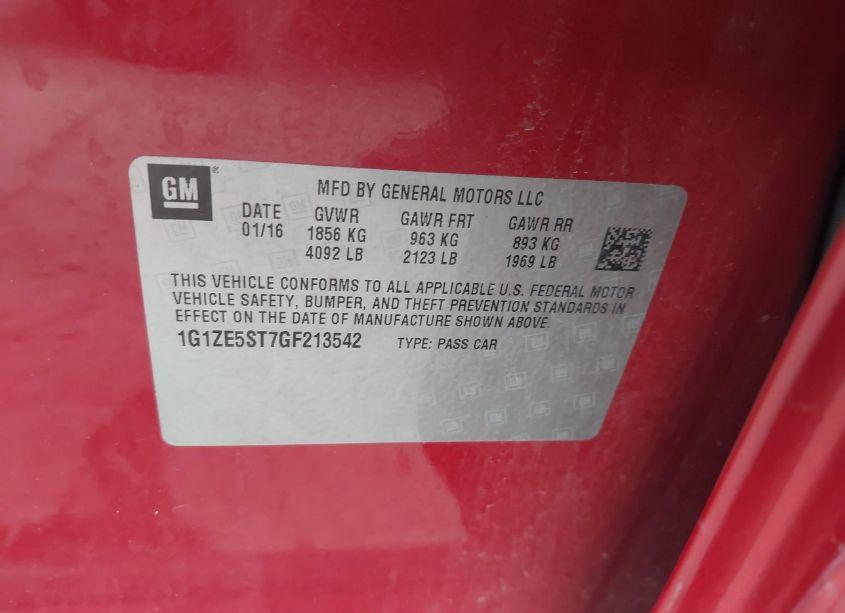 GM®
MFD BY GENERAL MOTORS LLC
DATE GVWR GAWR FRT GAWR RR
01/16 1856 KG 963 KG 893 KG
4092 LB 2123 LB 1969 LB
THIS VEHICLE CONFORMS TO ALL APPLICABLE U.S. FEDERAL MOTOR
VEHICLE SAFETY, BUMPER, AND THEFT PREVENTION STANDARDS IN
EFFECT ON THE DATE OF MANUFACTURE SHOWN ABOVE.
1G1ZE5ST7GF213542 TYPE: PASS CAR